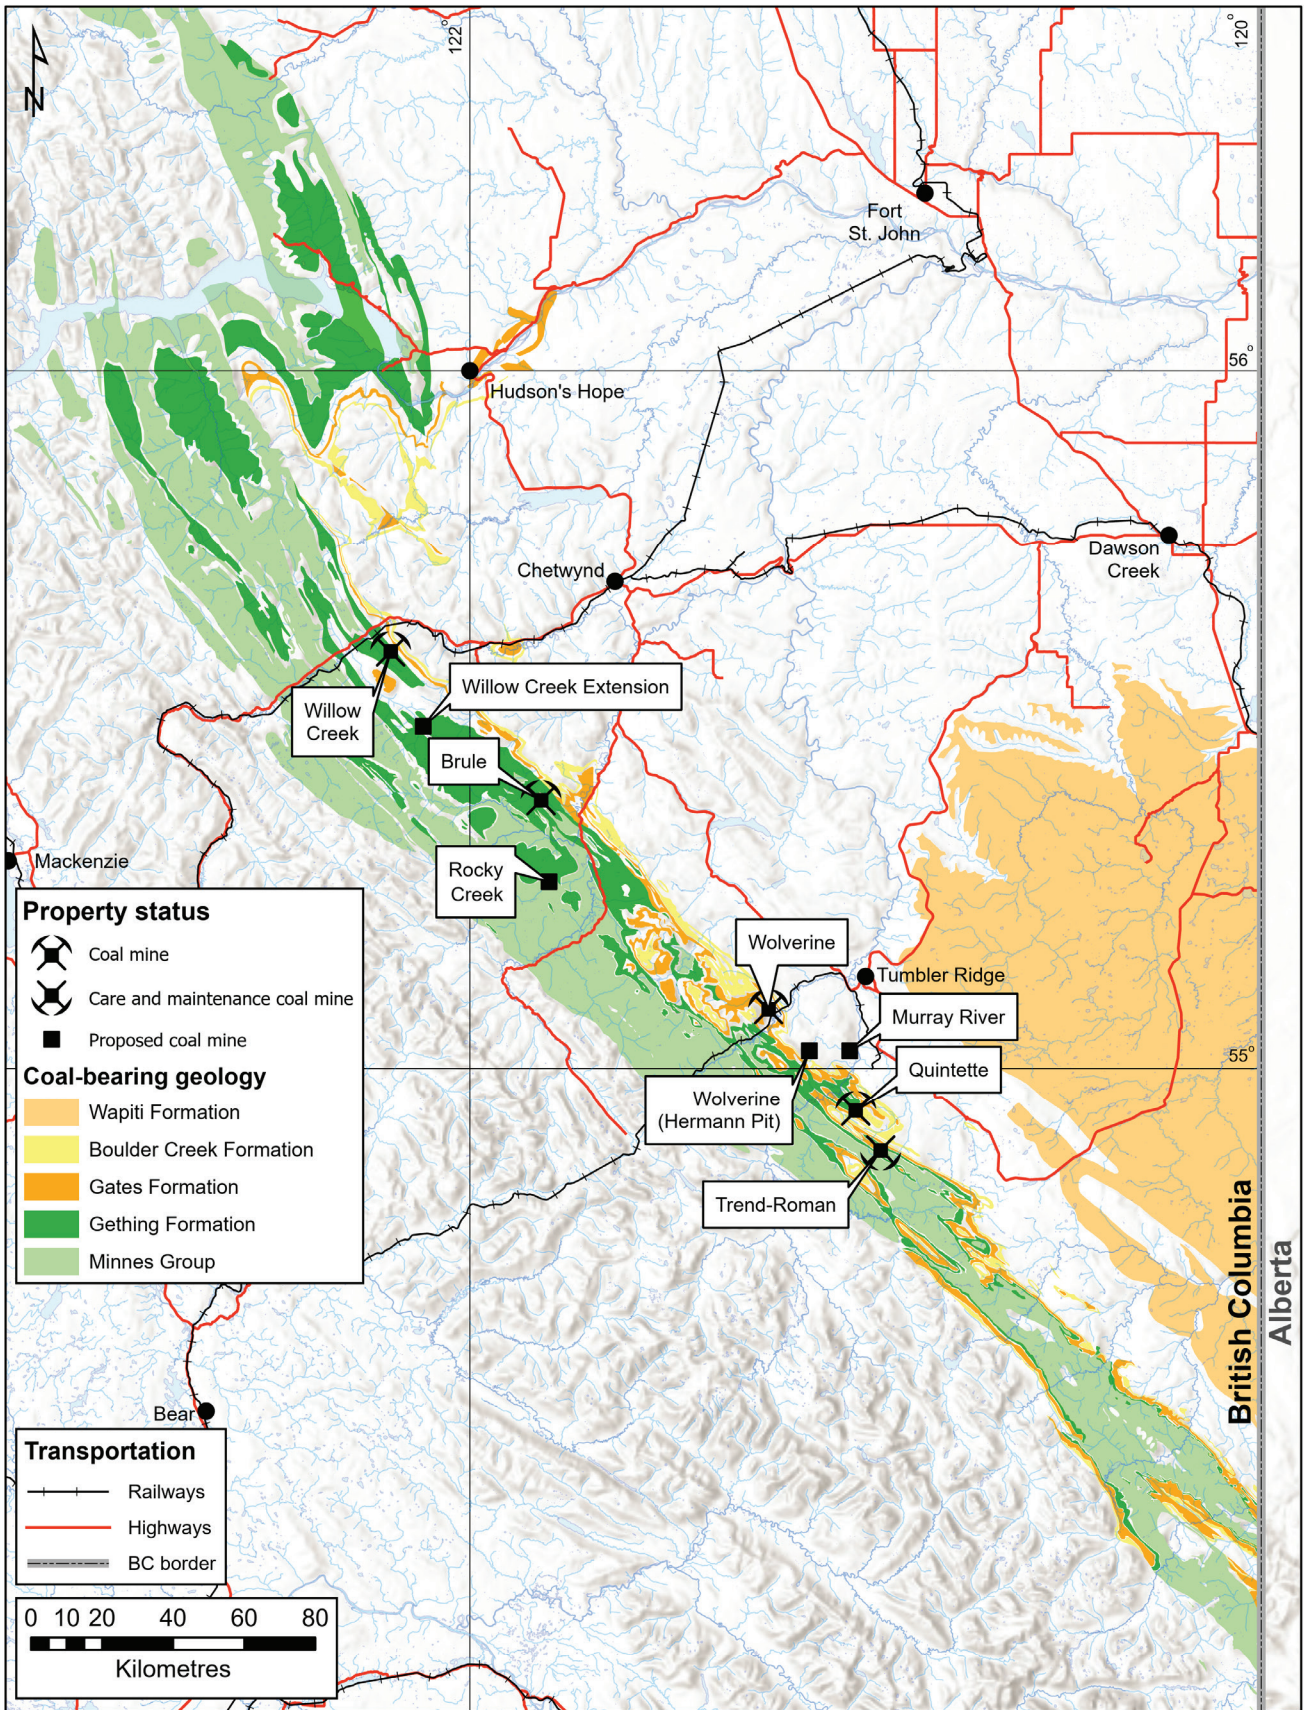 122°
120°
N
Fort
St. John
56°
Hudson's Hope
Chetwynd
Dawson
Creek
Willow Creek Extension
Willow
Creek
Brule
Mackenzie
Rocky
Creek
Property status
Coal mine
Care and maintenance coal mine
Proposed coal mine
Coal-bearing geology
Wapiti Formation
Boulder Creek Formation
Gates Formation
Gething Formation
Minnes Group
Wolverine
Tumbler Ridge
Murray River
55°
Quintette
Wolverine
(Hermann Pit)
Trend-Roman
British Columbia
Alberta
Bear
Transportation
Railways
Highways
BC border
0 10 20 40 60 80
Kilometres